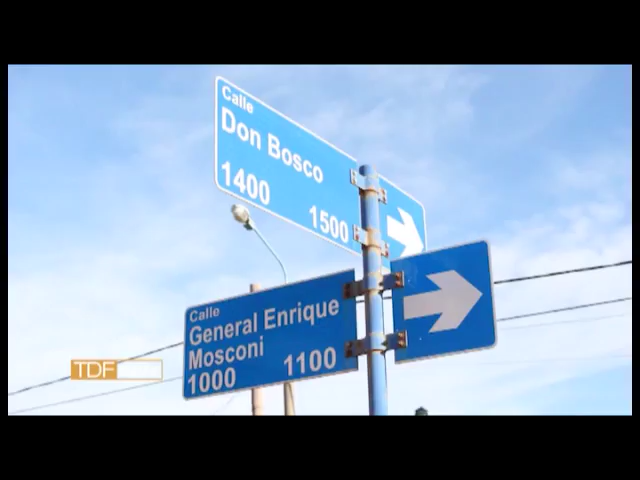 Calle
Don Bosco
1400 1500
Calle
General Enrique
Mosconi
1000 1100
TDF